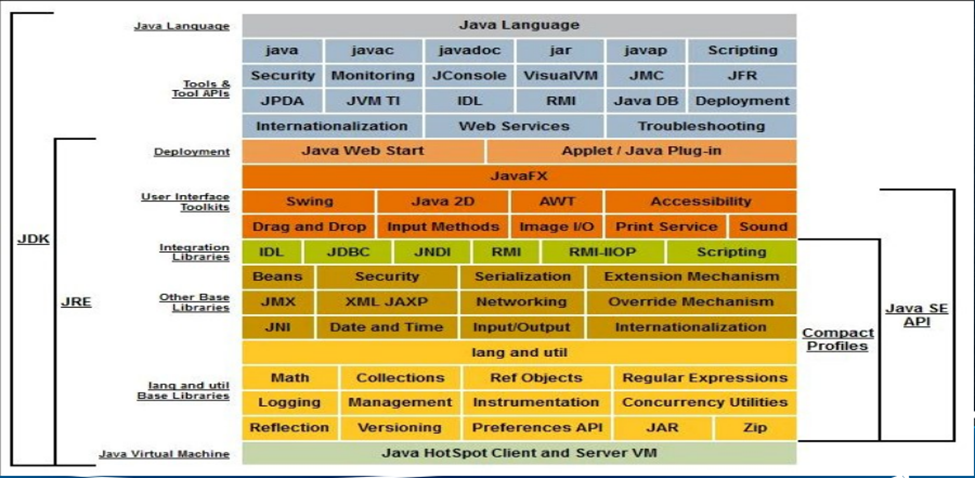 Java Language
Java Language
java javac javadoc jar javap Scripting
Tools & Tool APIs
Security Monitoring JConsole VisualVM JMC JFR
JPDA JVM TI IDL RMI Java DB Deployment
Internationalization Web Services Troubleshooting
Deployment
Java Web Start Applet / Java Plug-in
JavaFX
User Interface Toolkits
Swing Java 2D AWT Accessibility
Drag and Drop Input Methods Image I/O Print Service Sound
Integration Libraries
IDL JDBC JNDI RMI RMI-IIOP Scripting
Other Base Libraries
Beans Security Serialization Extension Mechanism
JMX XML JAXP Networking Override Mechanism
JNI Date and Time Input/Output Internationalization
lang and util
lang and util Base Libraries
Math Collections Ref Objects Regular Expressions
Logging Management Instrumentation Concurrency Utilities
Reflection Versioning Preferences API JAR Zip
Java Virtual Machine
Java HotSpot Client and Server VM
JDK
JRE
Compact Profiles
Java SE API